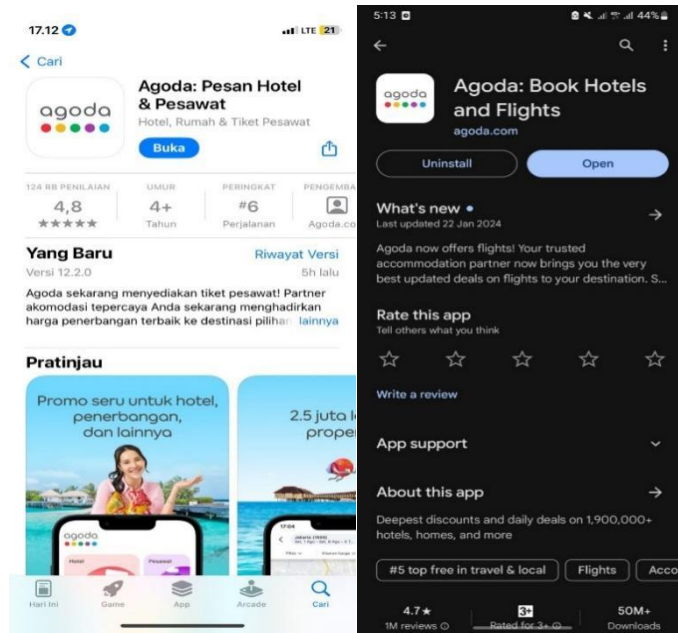 17.12
LTE 21
Cari
agoda
Agoda: Pesan Hotel
& Pesawat
Hotel, Rumah & Tiket Pesawat
Buka
124 RB PENILAIAN
4,8
UMUR
4+
Tahun
PERINGKAT
#6
Perjalanan
PENGEMBA
Agoda.co
Yang Baru
Riwayat Versi
Versi 12.2.0
5h lalu
Agoda sekarang menyediakan tiket pesawat! Partner
akomodasi tepercaya Anda sekarang menghadirkan
harga penerbangan terbaik ke destinasi pilihan lainnya
Pratinjau
Promo seru untuk hotel,
penerbangan,
dan lainnya
agoda
Hotel
Pesawat
2.5 juta l
prope
17:04
Hari Ini
Game
App
Arcade
Cari
5:13
44%
agoda
Agoda: Book Hotels
and Flights
agoda.com
Uninstall
Open
What's new
Last updated 22 Jan 2024
Agoda now offers flights! Your trusted
accommodation partner now brings you the very
best updated deals on flights to your destination. S...
Rate this app
Tell others what you think
Write a review
App support
About this app
Deepest discounts and daily deals on 1,900,000+
hotels, homes, and more
#5 top free in travel & local
Flights
Acco
4.7★
1M reviews
3+
Rated for 3+
50M+
Downloads